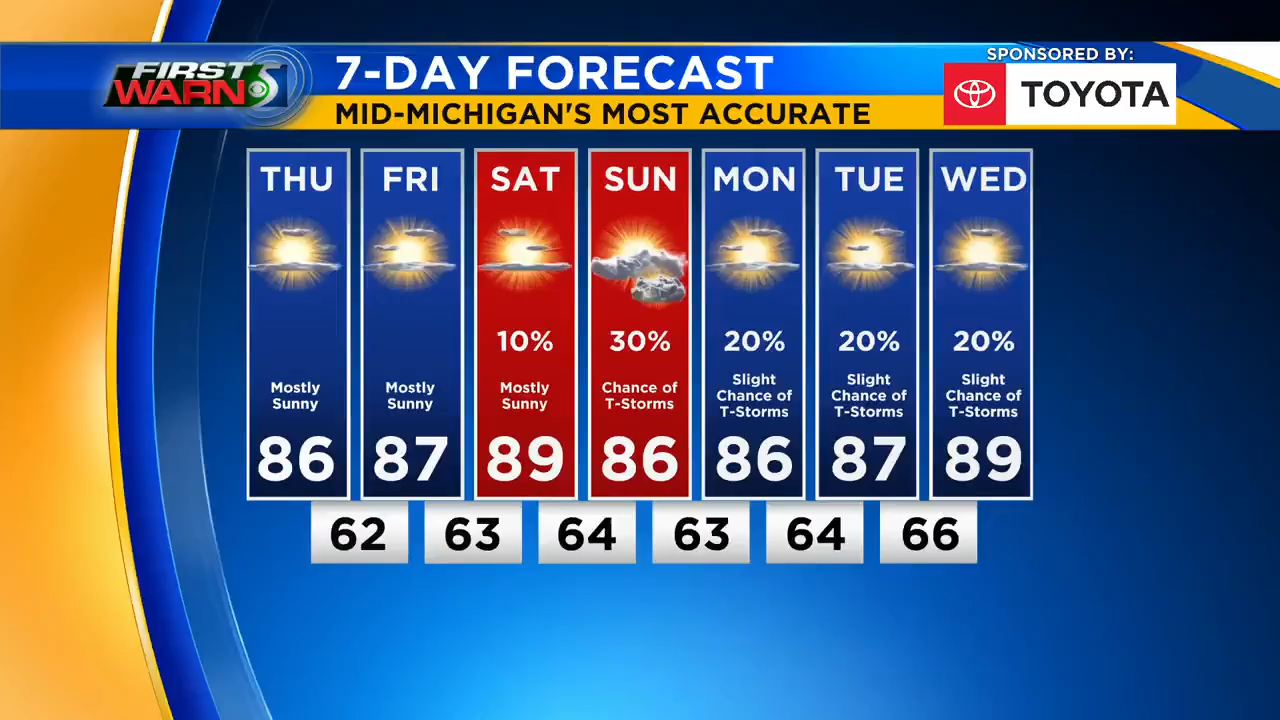 FIRST
WARN 5
7-DAY FORECAST
MID-MICHIGAN'S MOST ACCURATE
SPONSORED BY:
TOYOTA
THU FRI SAT SUN MON TUE WED
10% 30% 20% 20% 20%
Mostly
Sunny
Mostly
Sunny
Mostly
Sunny
Chance of
T-Storms
Slight
Chance of
T-Storms
Slight
Chance of
T-Storms
Slight
Chance of
T-Storms
86 87 89 86 86 87 89
62 63 64 63 64 66